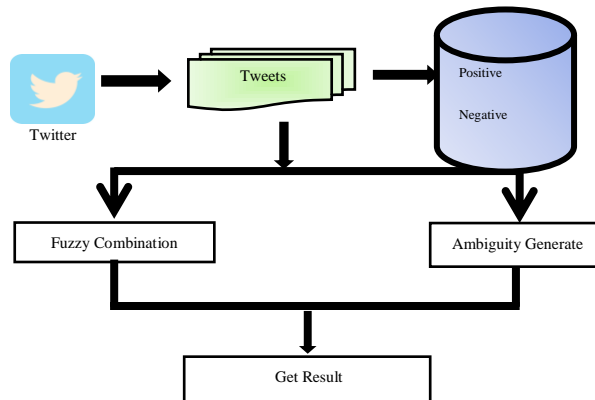 Tweets
Positive
Negative
Twitter
Fuzzy Combination
Ambiguity Generate
Get Result